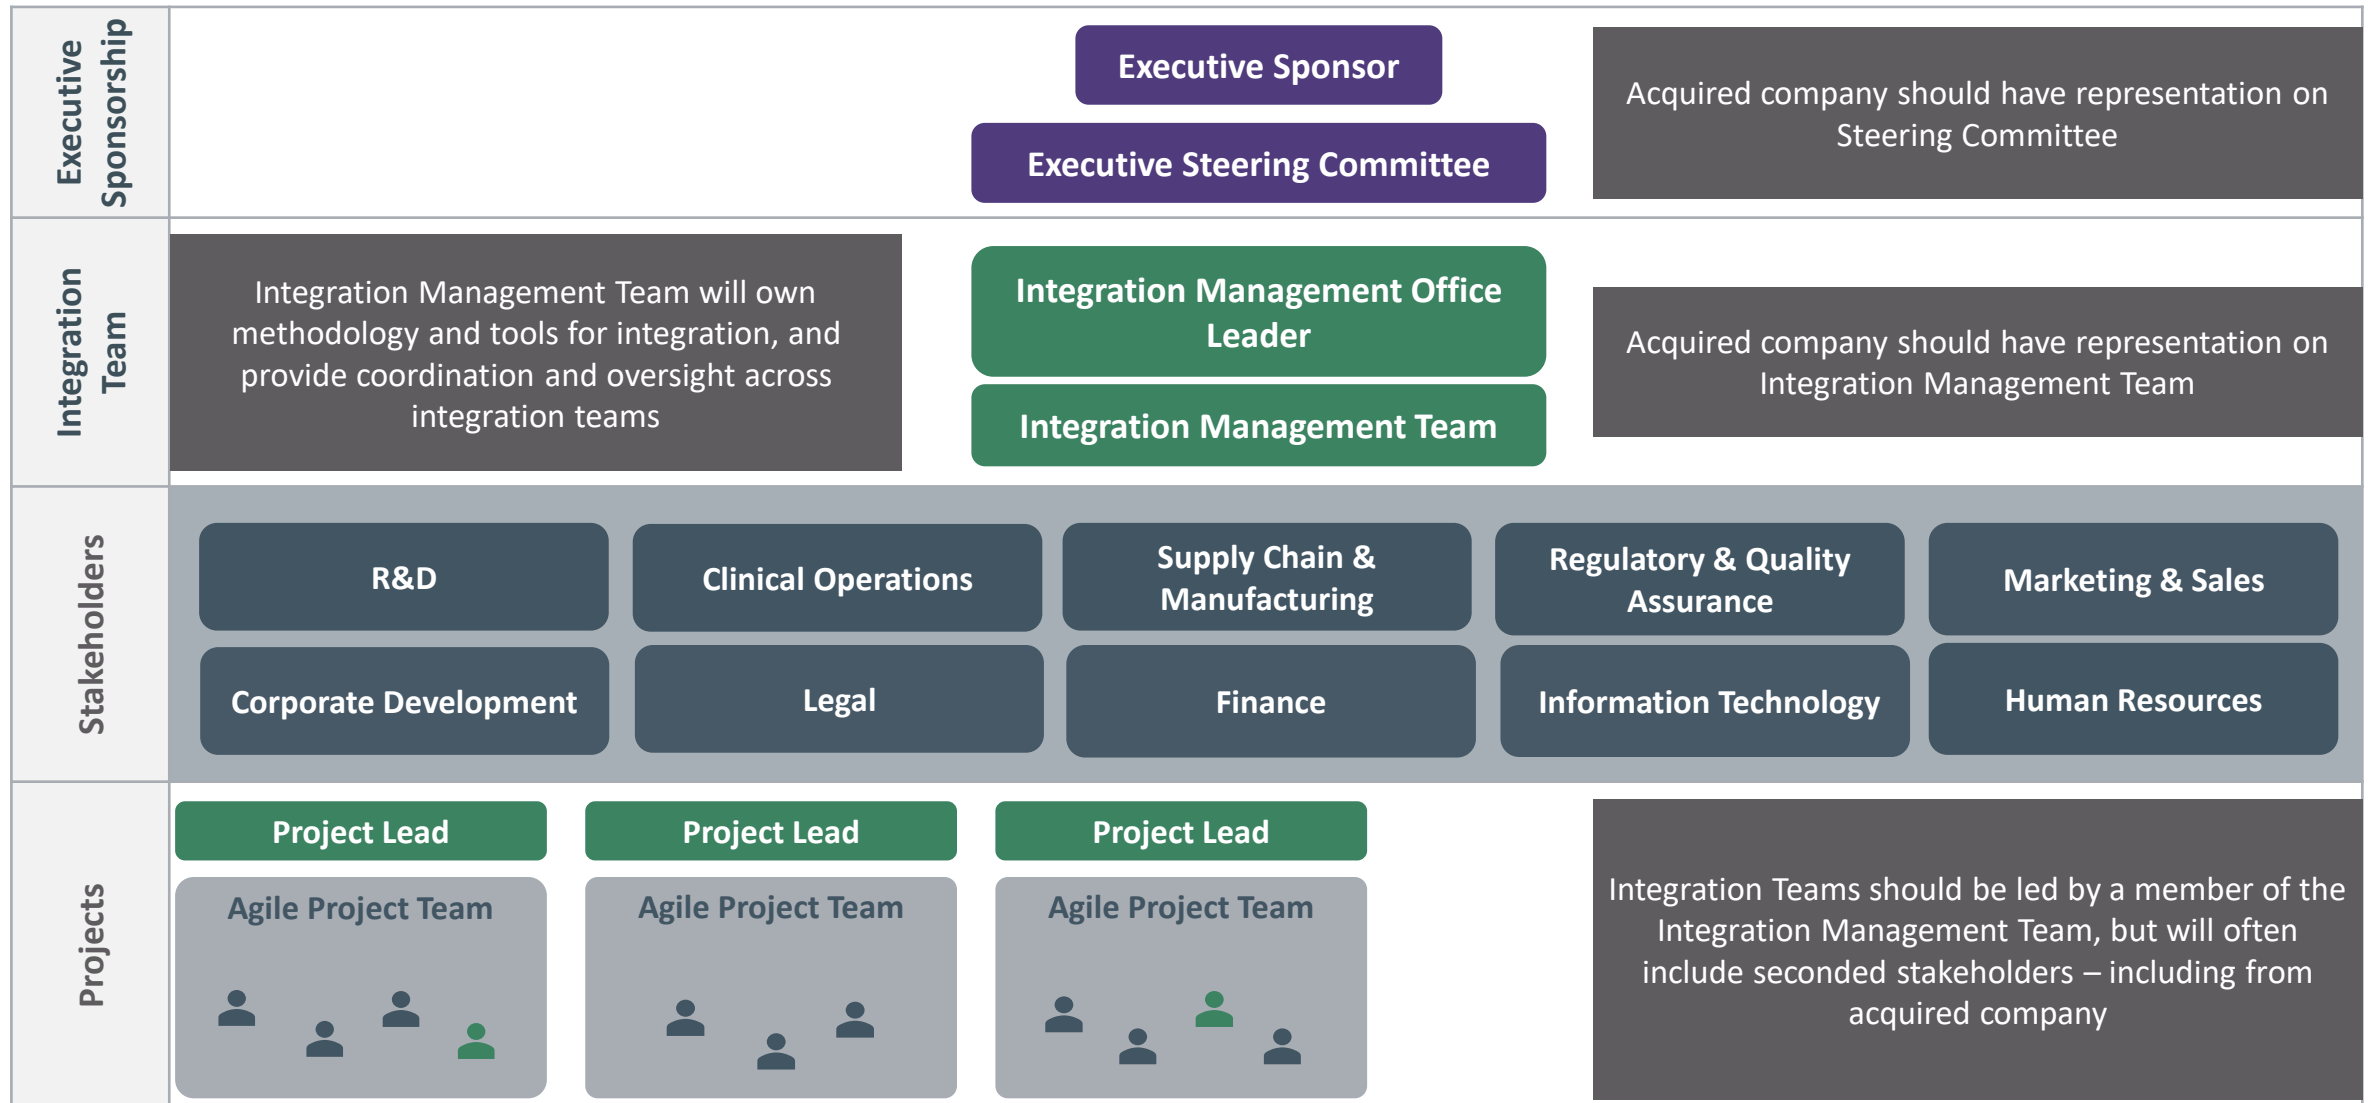 Executive
Sponsorship
Executive Sponsor
Executive Steering Committee
Acquired company should have representation on
Steering Committee
Integration
Team
Integration Management Team will own
methodology and tools for integration, and
provide coordination and oversight across
integration teams
Integration Management Office
Leader
Integration Management Team
Acquired company should have representation on
Integration Management Team
Stakeholders
R&D
Clinical Operations
Supply Chain &
Manufacturing
Regulatory & Quality
Assurance
Marketing & Sales
Corporate Development
Legal
Finance
Information Technology
Human Resources
Projects
Project Lead
Agile Project Team
Project Lead
Agile Project Team
Project Lead
Agile Project Team
Integration Teams should be led by a member of the
Integration Management Team, but will often
include seconded stakeholders – including from
acquired company